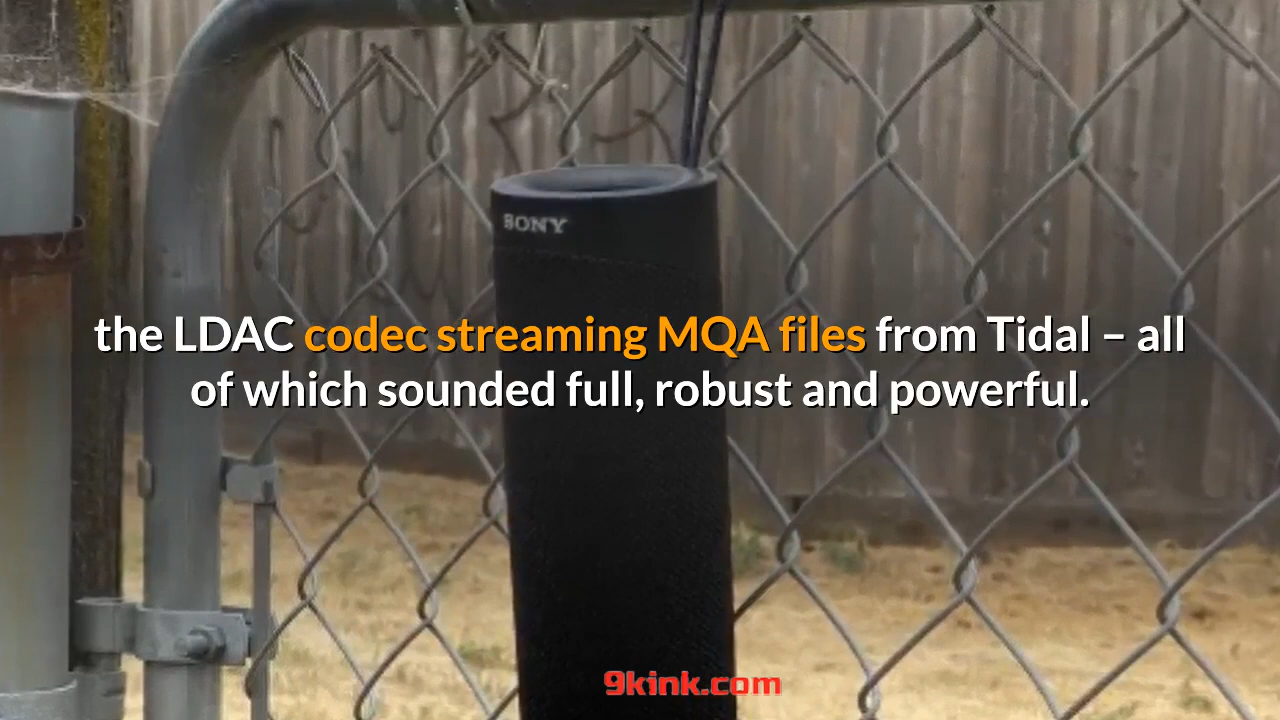 SONY
the LDAC codec streaming MQA files from Tidal – all
of which sounded full, robust and powerful.
9kink.com